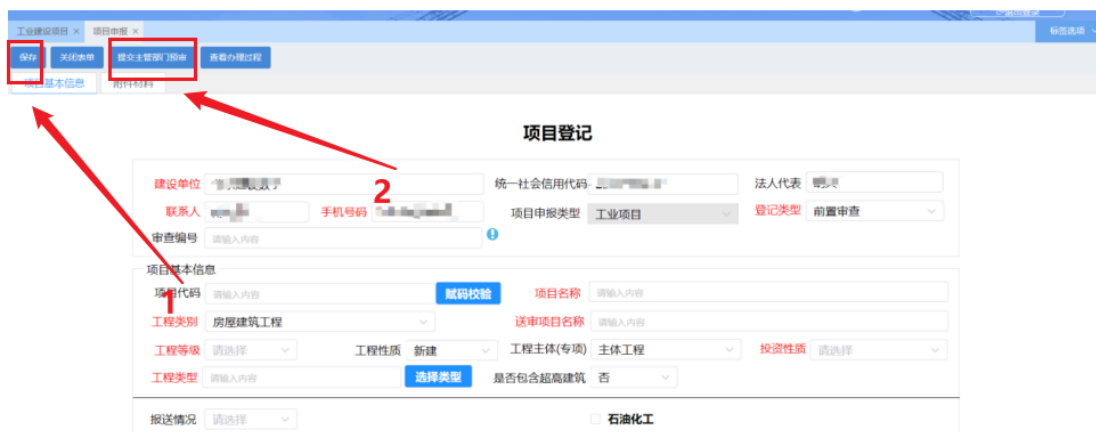 工业建设项目 × 项目申报 × 标签选项
保存 关闭表单 提交主管部门预审 查看办理过程
项目基本信息 附件材料
项目登记
建设单位 统一社会信用代码 法人代表
2
联系人 手机号码 项目申报类型 工业项目 登记类型 前置审查
审查编号 请输入内容
项目基本信息
项目代码 请输入内容 赋码校验 项目名称 请输入内容
1
工程类别 房屋建筑工程 送审项目名称 请输入内容
工程等级 请选择 工程性质 新建 工程主体(专项) 主体工程 投资性质 请选择
工程类型 请输入内容 选择类型 是否包含超高建筑 否
报送情况 请选择 石油化工